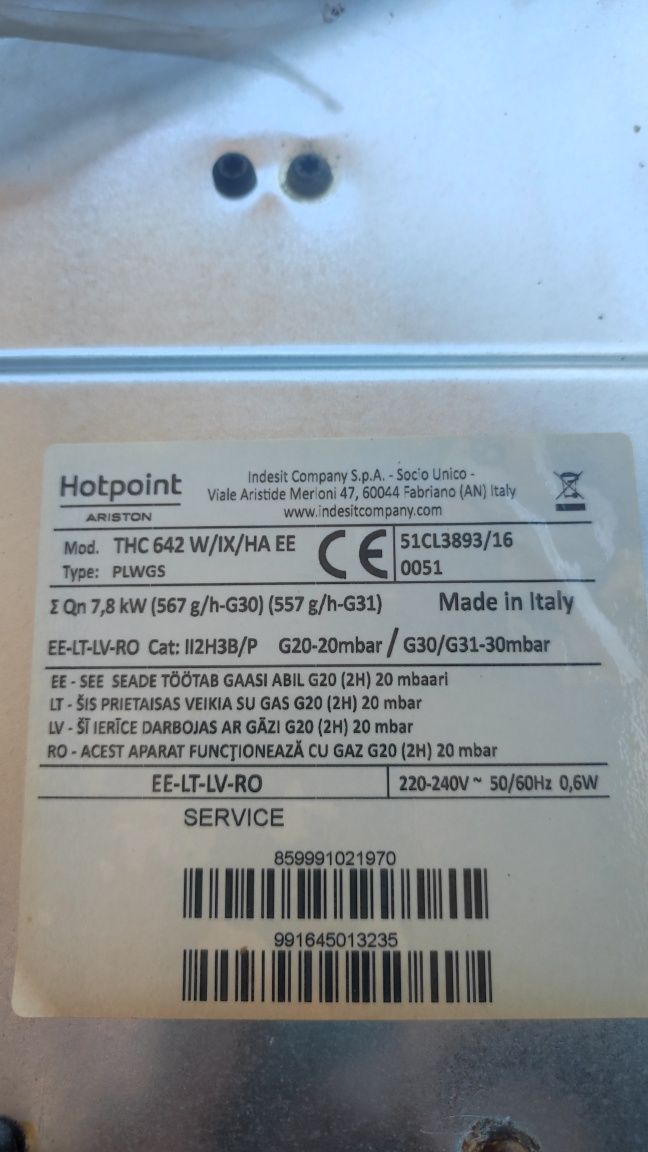 Hotpoint
ARISTON
Indesit Company S.p.A. - Socio Unico -
Viale Aristide Merloni 47, 60044 Fabriano (AN) Italy
www.indesitcompany.com
Mod. THC 642 W/IX/HA EE
Type: PLWGS
CE
51CL3893/16
0051
Σ Qn 7,8 kW (567 g/h-G30) (557 g/h-G31) Made in Italy
EE-LT-LV-RO Cat: II2H3B/P G20-20mbar / G30/G31-30mbar
EE - SEE SEADE TÖÖTAB GAASI ABIL G20 (2H) 20 mbaari
LT - ŠIS PRIETAISAS VEIKIA SU GAS G20 (2H) 20 mbar
LV - ŠĪ IERĪCE DARBOJAS AR GĀZI G20 (2H) 20 mbar
RO - ACEST APARAT FUNCŢIONEAZĂ CU GAZ G20 (2H) 20 mbar
EE-LT-LV-RO 220-240V ~ 50/60Hz 0,6W
SERVICE
859991021970
991645013235